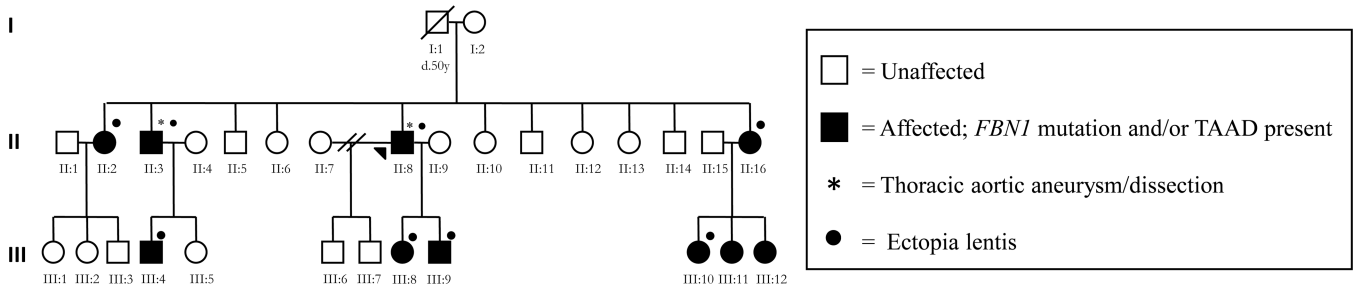 I
I:1 I:2
d.50y
= Unaffected
= Affected; FBN1 mutation and/or TAAD present
* = Thoracic aortic aneurysm/dissection
= Ectopia lentis
* *
II
II:1 II:2 II:3 II:4 II:5 II:6 II:7 II:8 II:9 II:10 II:11 II:12 II:13 II:14 II:15 II:16
III
III:1 III:2 III:3 III:4 III:5 III:6 III:7 III:8 III:9 III:10 III:11 III:12